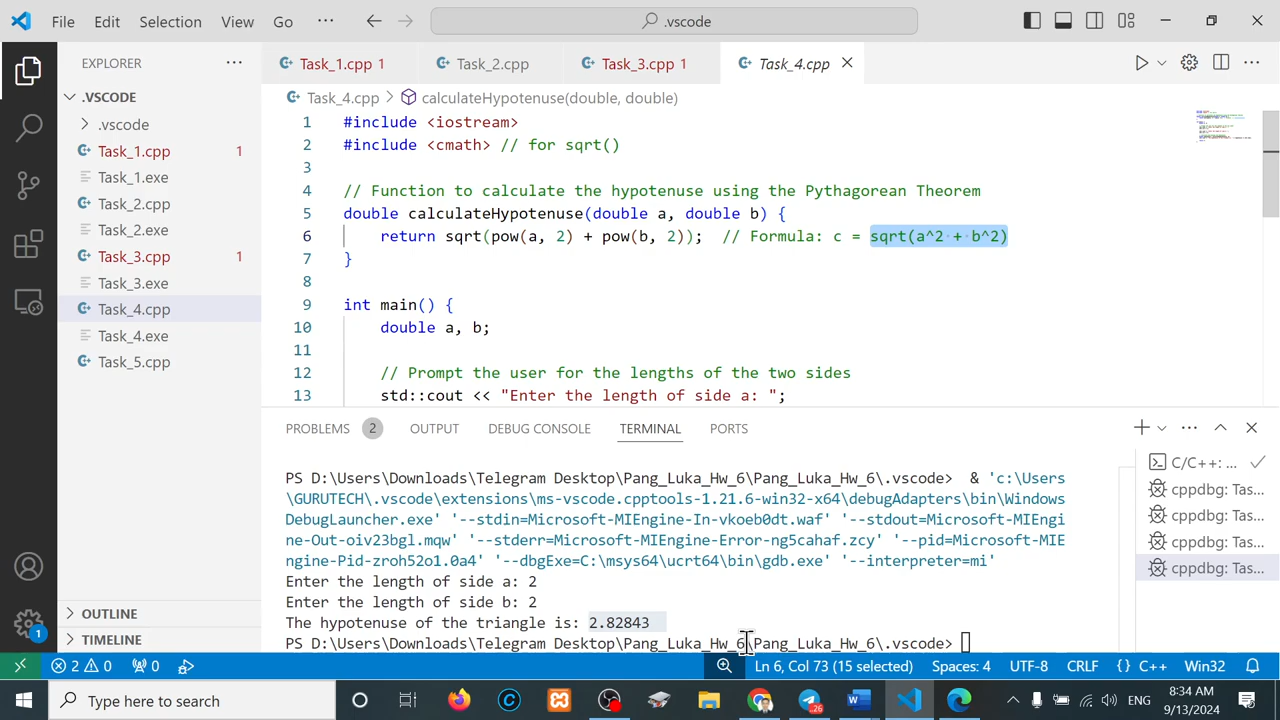 File Edit Selection View Go ··· .vscode
EXPLORER ···
Task_1.cpp 1 Task_2.cpp Task_3.cpp 1 Task_4.cpp
.VSCODE
.vscode
Task_1.cpp 1
Task_1.exe
Task_2.cpp
Task_2.exe
Task_3.cpp 1
Task_3.exe
Task_4.cpp
Task_4.exe
Task_5.cpp
OUTLINE
TIMELINE
Task_4.cpp > calculateHypotenuse(double, double)
1 #include <iostream>
2 #include <cmath> // for sqrt()
3
4 // Function to calculate the hypotenuse using the Pythagorean Theorem
5 double calculateHypotenuse(double a, double b) {
6 return sqrt(pow(a, 2) + pow(b, 2)); // Formula: c = sqrt(a^2 + b^2)
7 }
8
9 int main() {
10 double a, b;
11
12 // Prompt the user for the lengths of the two sides
13 std::cout << "Enter the length of side a: ";
PROBLEMS 2 OUTPUT DEBUG CONSOLE TERMINAL PORTS
PS D:\Users\Downloads\Telegram Desktop\Pang_Luka_Hw_6\Pang_Luka_Hw_6\.vscode> & 'c:\Users
\GURUTECH\.vscode\extensions\ms-vscode.cpptools-1.21.6-win32-x64\debugAdapters\bin\Windows
DebugLauncher.exe' '--stdin=Microsoft-MIEngine-In-vkoeb0dt.waf' '--stdout=Microsoft-MIEngi
ne-Out-oiv23bgl.mqw' '--stderr=Microsoft-MIEngine-Error-ng5cahaf.zcy' '--pid=Microsoft-MIE
ngine-Pid-zroh52o1.0a4' '--dbgExe=C:\msys64\ucrt64\bin\gdb.exe' '--interpreter=mi'
Enter the length of side a: 2
Enter the length of side b: 2
The hypotenuse of the triangle is: 2.82843
PS D:\Users\Downloads\Telegram Desktop\Pang_Luka_Hw_6\Pang_Luka_Hw_6\.vscode>
C/C++: ...
cppdbg: Tas...
cppdbg: Tas...
cppdbg: Tas...
cppdbg: Tas...
1
2 0 0 Ln 6, Col 73 (15 selected) Spaces: 4 UTF-8 CRLF {} C++ Win32
Type here to search
26
ENG
8:34 AM
9/13/2024